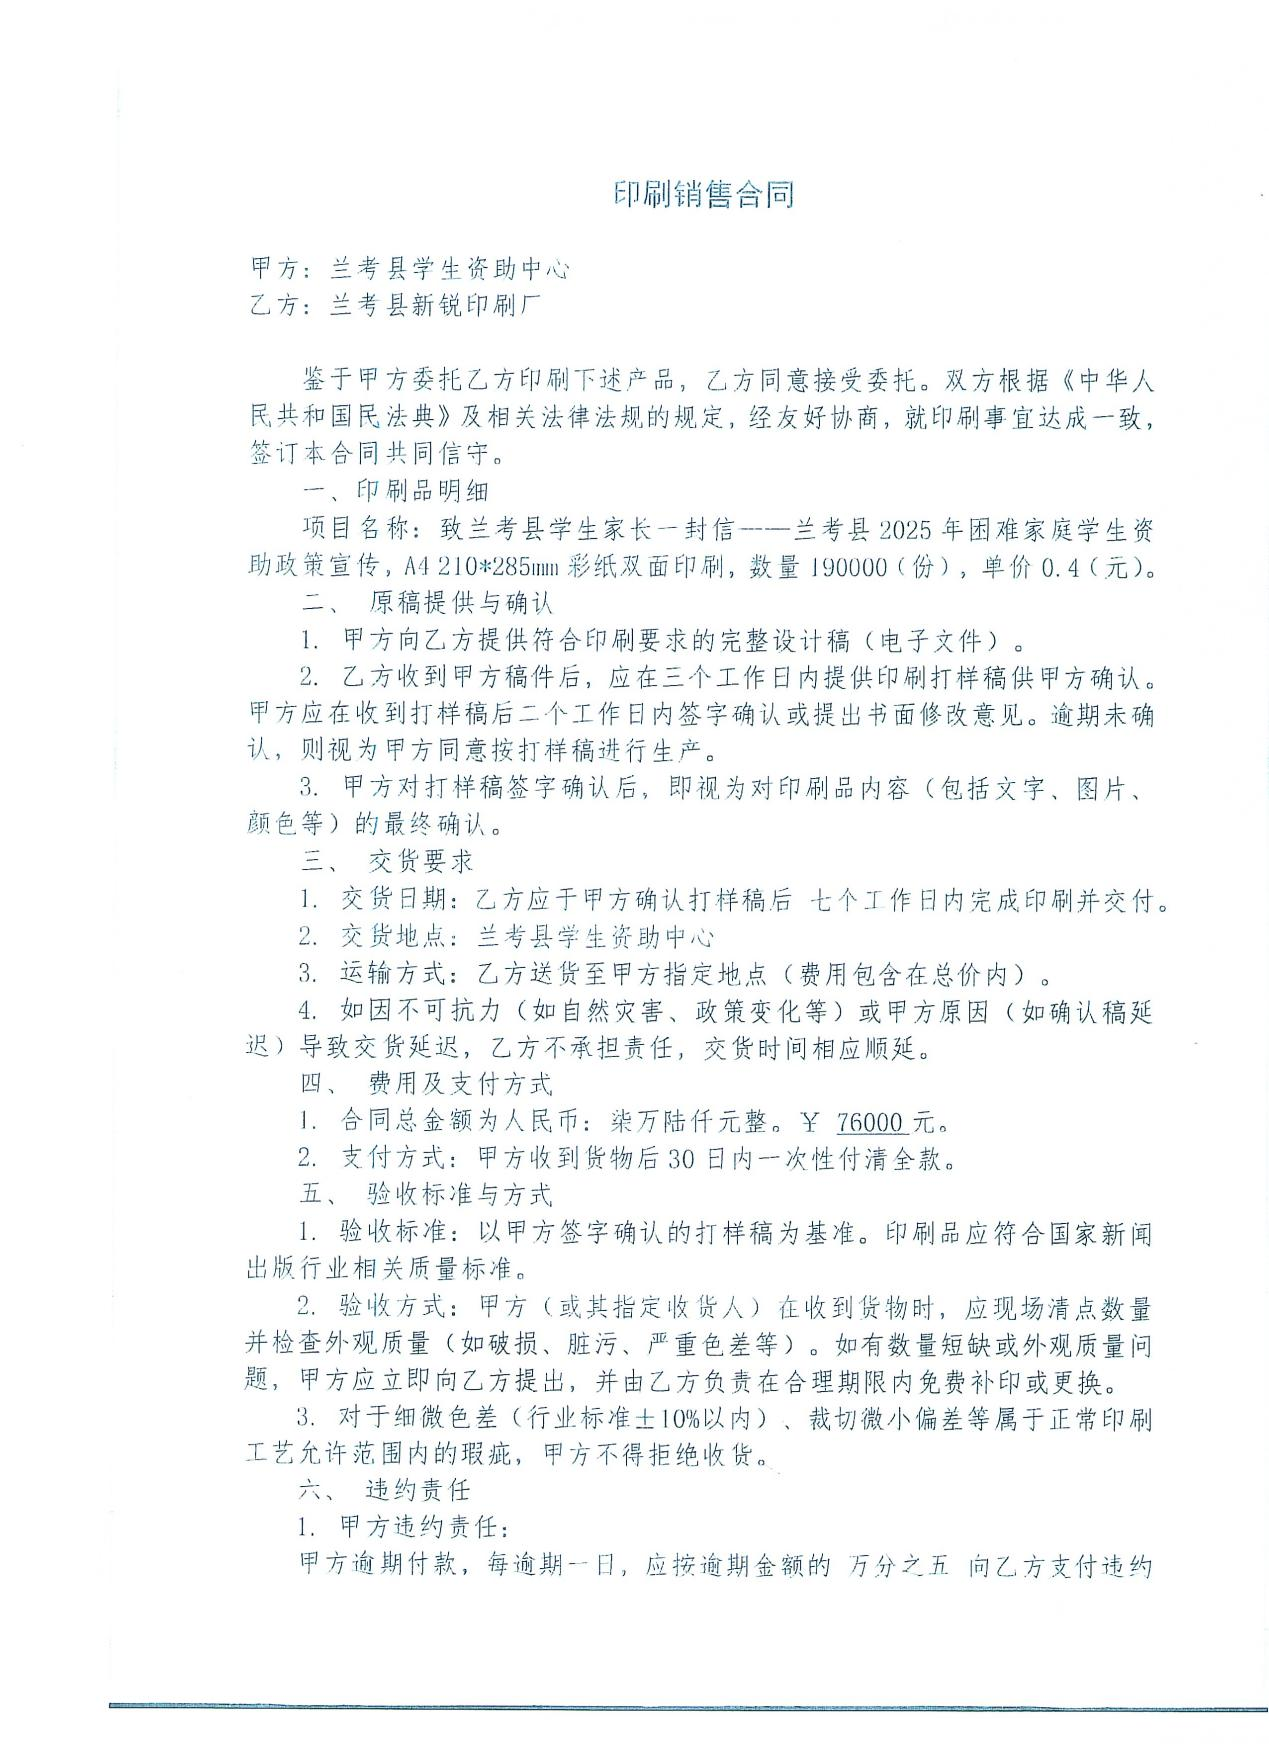 印刷销售合同
甲方：兰考县学生资助中心
乙方：兰考县新锐印刷厂
鉴于甲方委托乙方印刷下述产品，乙方同意接受委托。双方根据《中华人
民共和国民法典》及相关法律法规的规定，经友好协商，就印刷事宜达成一致，
签订本合同共同信守。
一、印刷品明细
项目名称：致兰考县学生家长一封信——兰考县 2025 年困难家庭学生资
助政策宣传，A4 210*285mm 彩纸双面印刷，数量 190000（份），单价 0.4（元）。
二、 原稿提供与确认
1. 甲方向乙方提供符合印刷要求的完整设计稿（电子文件）。
2. 乙方收到甲方稿件后，应在三个工作日内提供印刷打样稿供甲方确认。
甲方应在收到打样稿后二个工作日内签字确认或提出书面修改意见。逾期未确
认，则视为甲方同意按打样稿进行生产。
3. 甲方对打样稿签字确认后，即视为对印刷品内容（包括文字、图片、
颜色等）的最终确认。
三、 交货要求
1. 交货日期：乙方应于甲方确认打样稿后 七个工作日内完成印刷并交付。
2. 交货地点：兰考县学生资助中心
3. 运输方式：乙方送货至甲方指定地点（费用包含在总价内）。
4. 如因不可抗力（如自然灾害、政策变化等）或甲方原因（如确认稿延
迟）导致交货延迟，乙方不承担责任，交货时间相应顺延。
四、 费用及支付方式
1. 合同总金额为人民币：柒万陆仟元整。￥ 76000 元。
2. 支付方式：甲方收到货物后 30 日内一次性付清全款。
五、 验收标准与方式
1. 验收标准：以甲方签字确认的打样稿为基准。印刷品应符合国家新闻
出版行业相关质量标准。
2. 验收方式：甲方（或其指定收货人）在收到货物时，应现场清点数量
并检查外观质量（如破损、脏污、严重色差等）。如有数量短缺或外观质量问
题，甲方应立即向乙方提出，并由乙方负责在合理期限内免费补印或更换。
3. 对于细微色差（行业标准±10%以内）、裁切微小偏差等属于正常印刷
工艺允许范围内的瑕疵，甲方不得拒绝收货。
六、 违约责任
1. 甲方违约责任：
甲方逾期付款，每逾期一日，应按逾期金额的 万分之五 向乙方支付违约